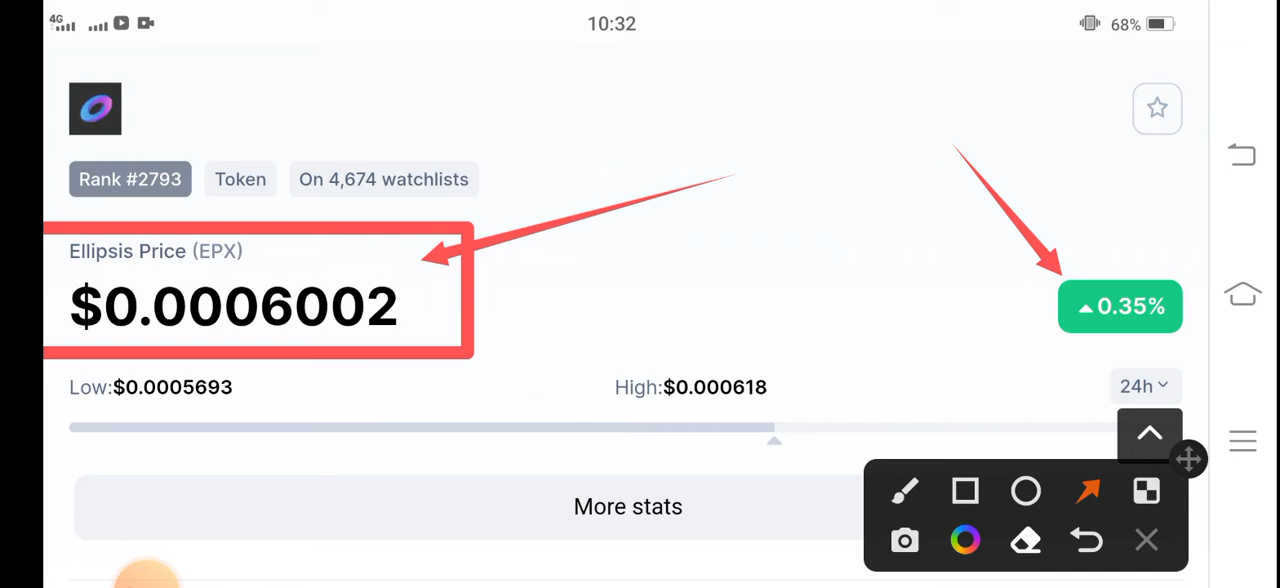 4G
10:32
68%
Rank #2793
Token
On 4,674 watchlists
Ellipsis Price (EPX)
$0.0006002
0.35%
Low:$0.0005693
High:$0.000618
24h
More stats